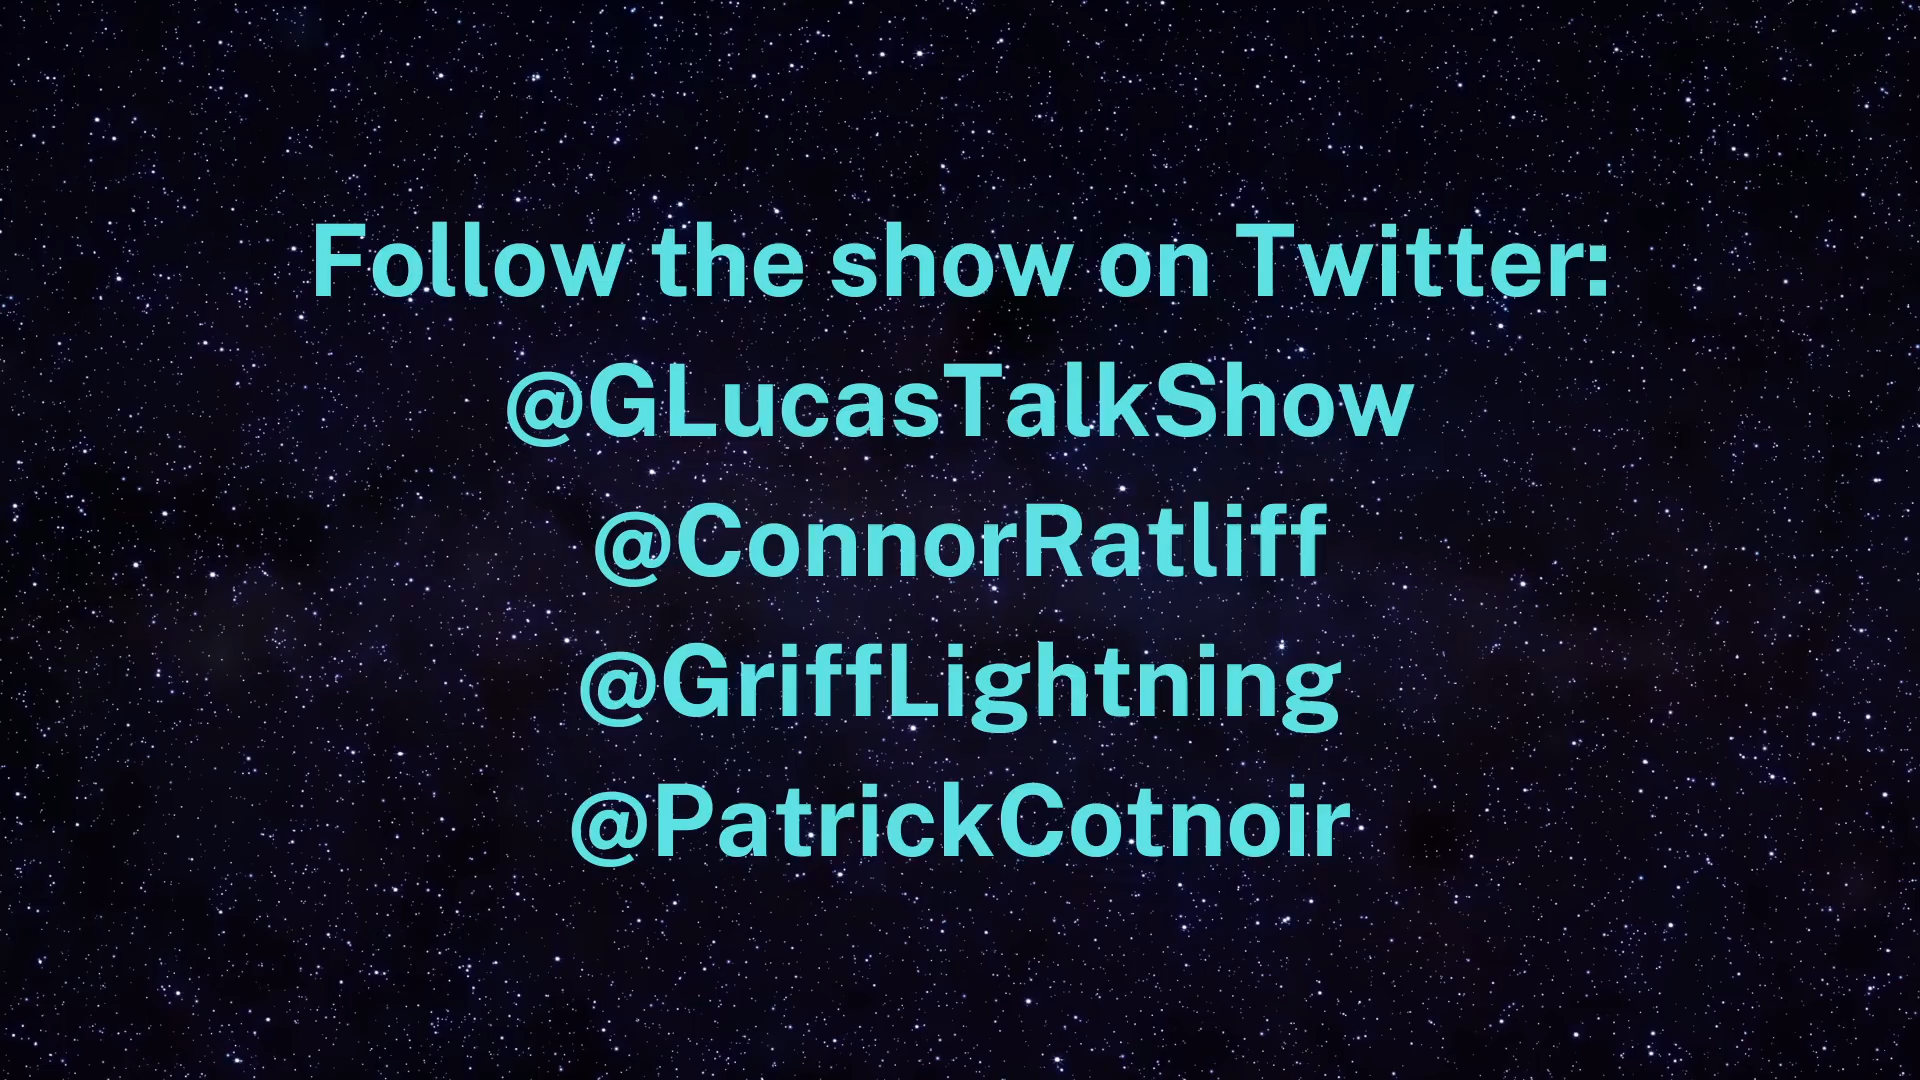 Follow the show on Twitter:
@GLucasTalkShow
@ConnorRatliff
@GriffLightning
@PatrickCotnoir